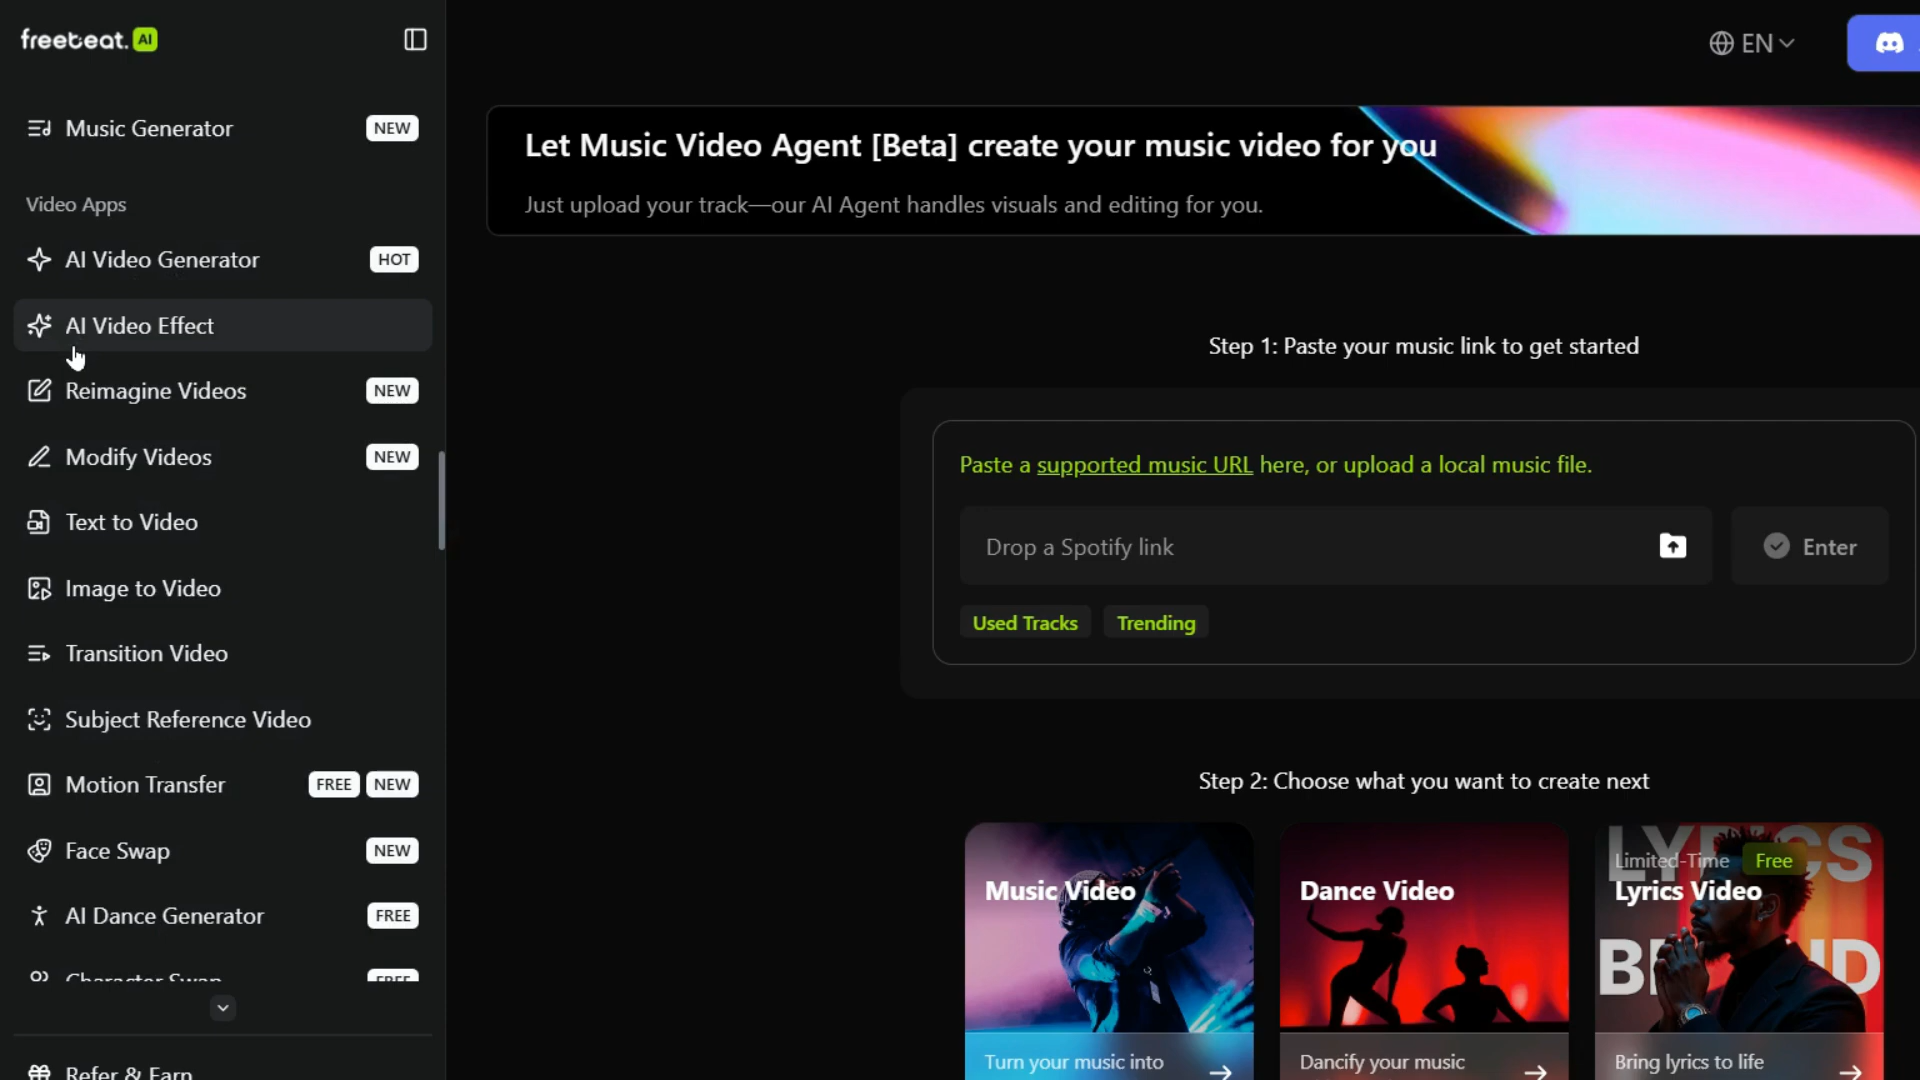 freebeat. AI
Music Generator NEW
Video Apps
AI Video Generator HOT
AI Video Effect
Reimagine Videos NEW
Modify Videos NEW
Text to Video
Image to Video
Transition Video
Subject Reference Video
Motion Transfer FREE NEW
Face Swap NEW
AI Dance Generator FREE
Character Swap FREE
Refer & Earn
EN
Let Music Video Agent [Beta] create your music video for you
Just upload your track—our AI Agent handles visuals and editing for you.
Step 1: Paste your music link to get started
Paste a supported music URL here, or upload a local music file.
Drop a Spotify link
Enter
Used Tracks Trending
Step 2: Choose what you want to create next
Music Video
Turn your music into
Dance Video
Dancify your music
LYRICS
Limited-Time Free
Lyrics Video
Bring lyrics to life